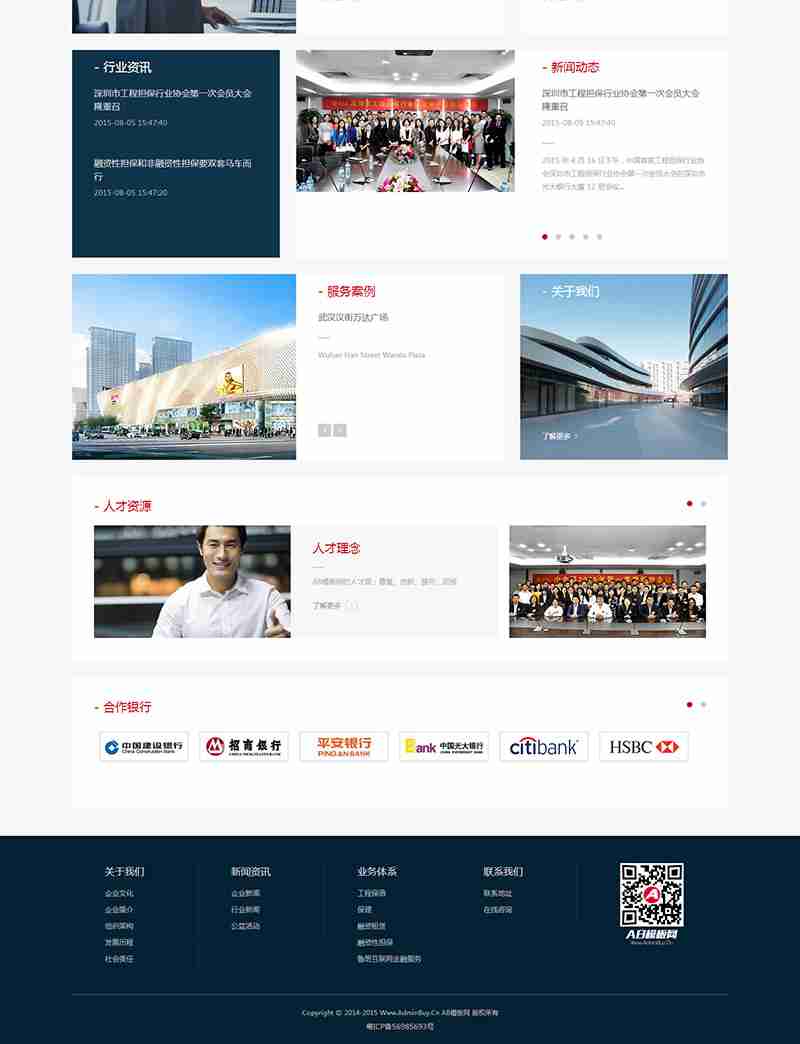 - 行业资讯
深圳市工程担保行业协会第一次会员大会
隆重召
2015-08-05 15:47:40
融资性担保和非融资性担保要双套马车而
行
2015-08-05 15:47:20
- 新闻动态
深圳市工程担保行业协会第一次会员大会
隆重召
2015-08-05 15:47:40
2015 年 4 月 16 日下午，中国首家工程担保行业协
会深圳市工程担保行业协会第一次会员大会在深圳市
光大银行大厦 12 层会议...
- 服务案例
武汉汉街万达广场
Wuhan Han Street Wanda Plaza
- 关于我们
了解更多 >
- 人才资源
人才理念
了解更多
- 合作银行
中国建设银行
China Construction Bank
招商银行
CHINA MERCHANTS BANK
平安银行
PING AN BANK
Bank 中国光大银行
CHINA EVERBRIGHT BANK
citibank
HSBC
关于我们
企业文化
企业简介
组织架构
发展历程
社会责任
新闻资讯
企业新闻
行业新闻
公益活动
业务体系
工程保函
保理
融资租赁
融资性担保
鲁班互联网金融服务
联系我们
联系地址
在线咨询
AB模板网
Www.AdminBuy.Cn
Copyright © 2014-2015 Www.AdminBuy.Cn AB模板网 版权所有
粤ICP备56985693号